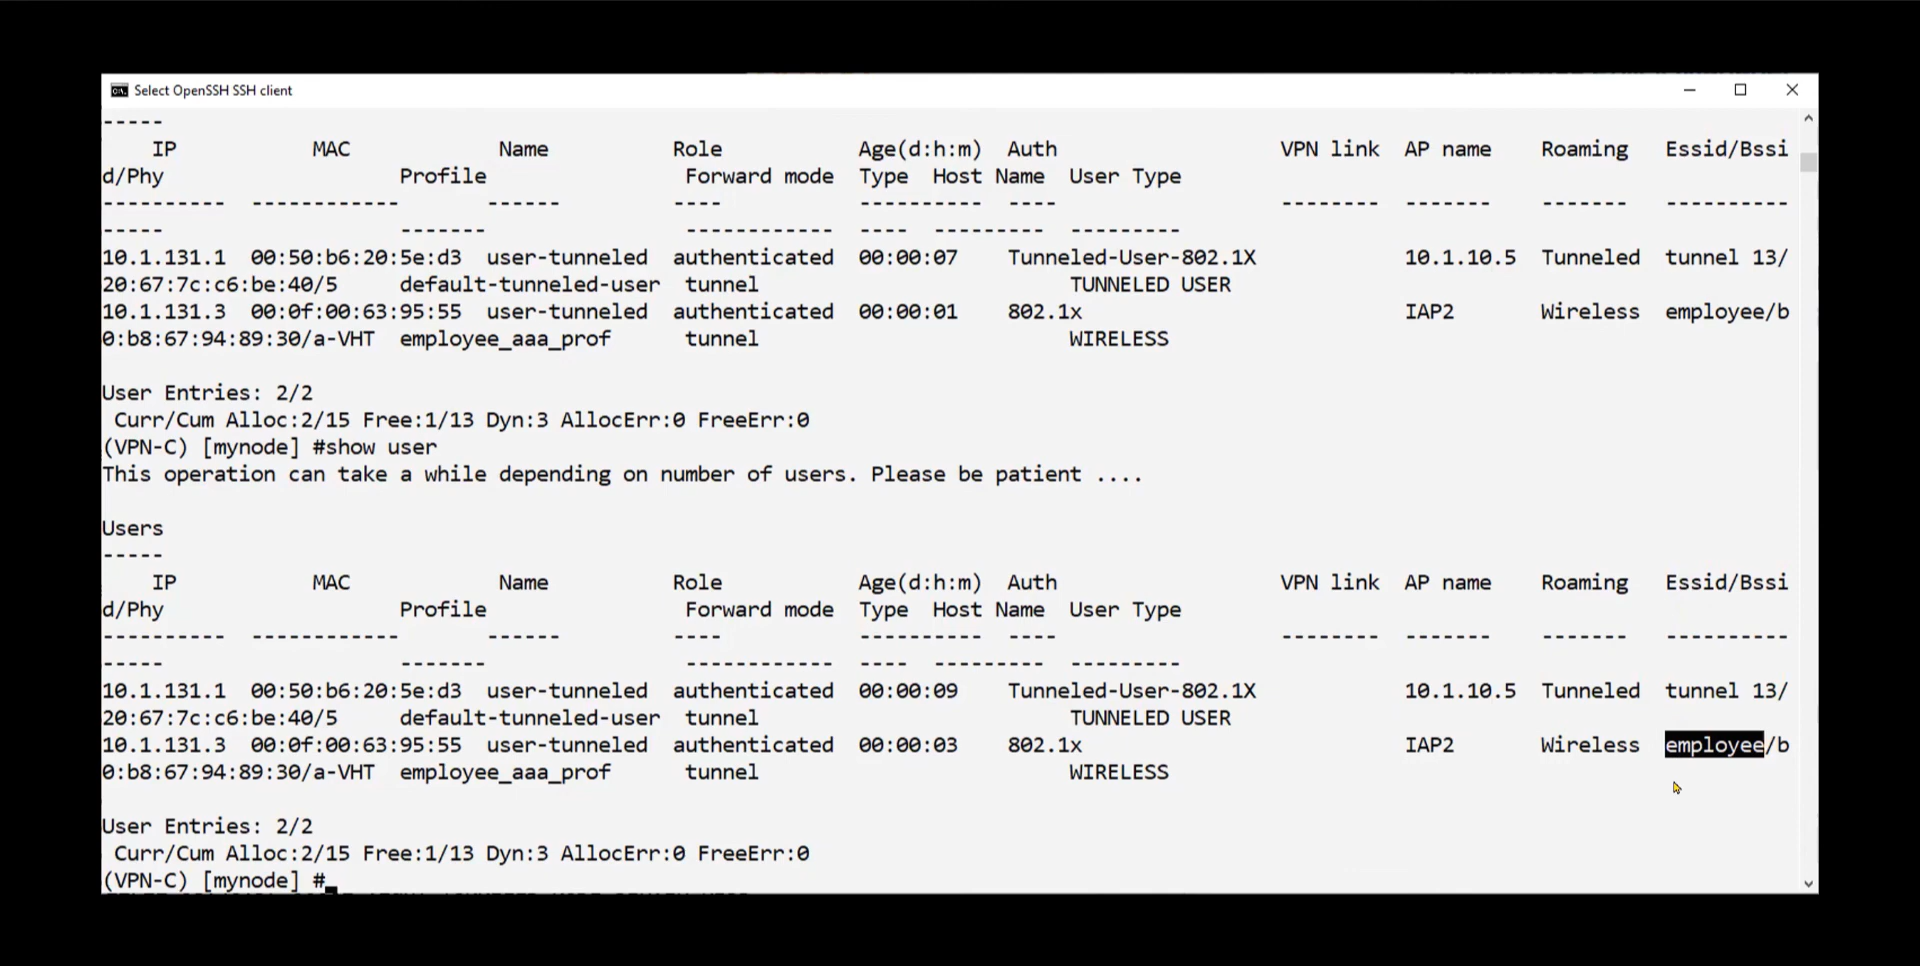 Select OpenSSH SSH client
-----
IP MAC Name Role Age(d:h:m) Auth VPN link AP name Roaming Essid/Bssi
d/Phy Profile Forward mode Type Host Name User Type
---------- ------------ ------ ---- ---------- ---- -------- ------- ------- ----------
----- ------- ------------ ---- --------- ---------
10.1.131.1 00:50:b6:20:5e:d3 user-tunneled authenticated 00:00:07 Tunneled-User-802.1X 10.1.10.5 Tunneled tunnel 13/
20:67:7c:c6:be:40/5 default-tunneled-user tunnel TUNNELED USER
10.1.131.3 00:0f:00:63:95:55 user-tunneled authenticated 00:00:01 802.1x IAP2 Wireless employee/b
0:b8:67:94:89:30/a-VHT employee_aaa_prof tunnel WIRELESS
User Entries: 2/2
Curr/Cum Alloc:2/15 Free:1/13 Dyn:3 AllocErr:0 FreeErr:0
(VPN-C) [mynode] #show user
This operation can take a while depending on number of users. Please be patient ....
Users
-----
IP MAC Name Role Age(d:h:m) Auth VPN link AP name Roaming Essid/Bssi
d/Phy Profile Forward mode Type Host Name User Type
---------- ------------ ------ ---- ---------- ---- -------- ------- ------- ----------
----- ------- ------------ ---- --------- ---------
10.1.131.1 00:50:b6:20:5e:d3 user-tunneled authenticated 00:00:09 Tunneled-User-802.1X 10.1.10.5 Tunneled tunnel 13/
20:67:7c:c6:be:40/5 default-tunneled-user tunnel TUNNELED USER
10.1.131.3 00:0f:00:63:95:55 user-tunneled authenticated 00:00:03 802.1x IAP2 Wireless employee/b
0:b8:67:94:89:30/a-VHT employee_aaa_prof tunnel WIRELESS
User Entries: 2/2
Curr/Cum Alloc:2/15 Free:1/13 Dyn:3 AllocErr:0 FreeErr:0
(VPN-C) [mynode] #